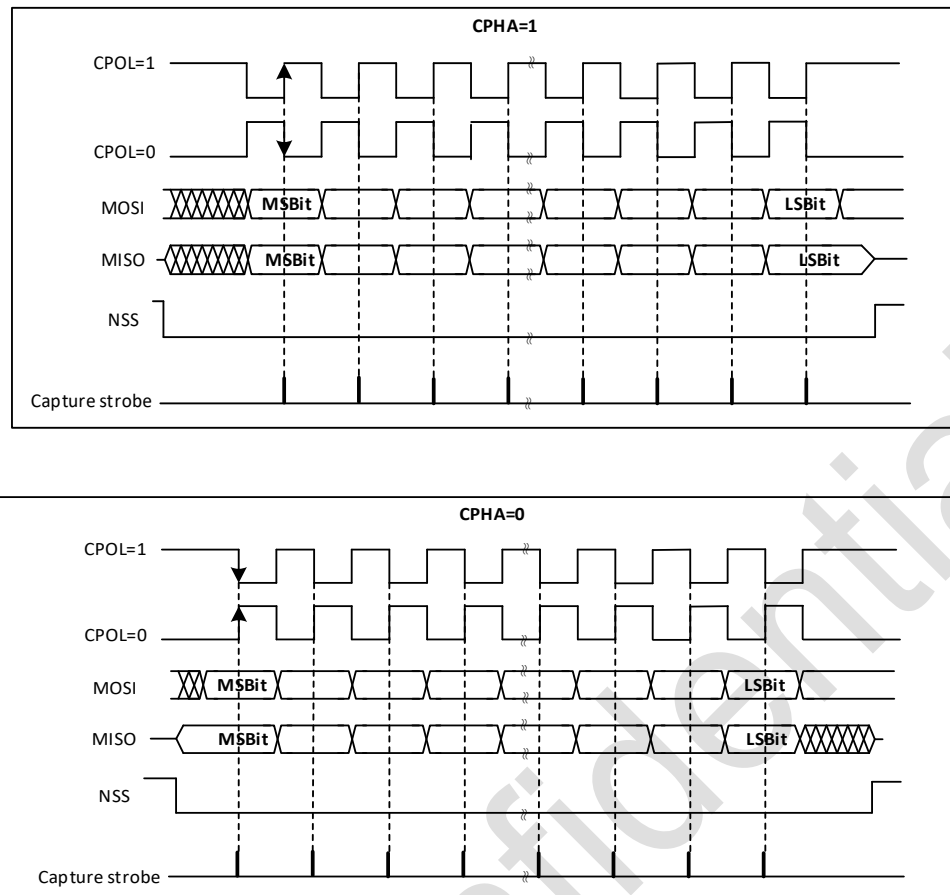 CPHA=1
CPOL=1
CPOL=0
MOSI MSBit LSBit
MISO MSBit LSBit
NSS
Capture strobe
CPHA=0
CPOL=1
CPOL=0
MOSI MSBit LSBit
MISO MSBit LSBit
NSS
Capture strobe